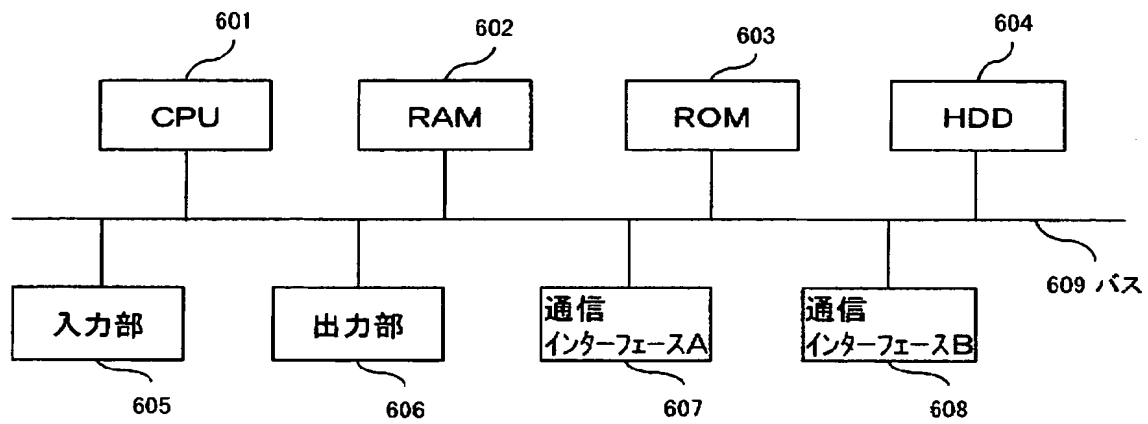 601
602
603
604
CPU
RAM
ROM
HDD
609 バス
入力部
出力部
通信
インターフェースA
通信
インターフェースB
605
606
607
608